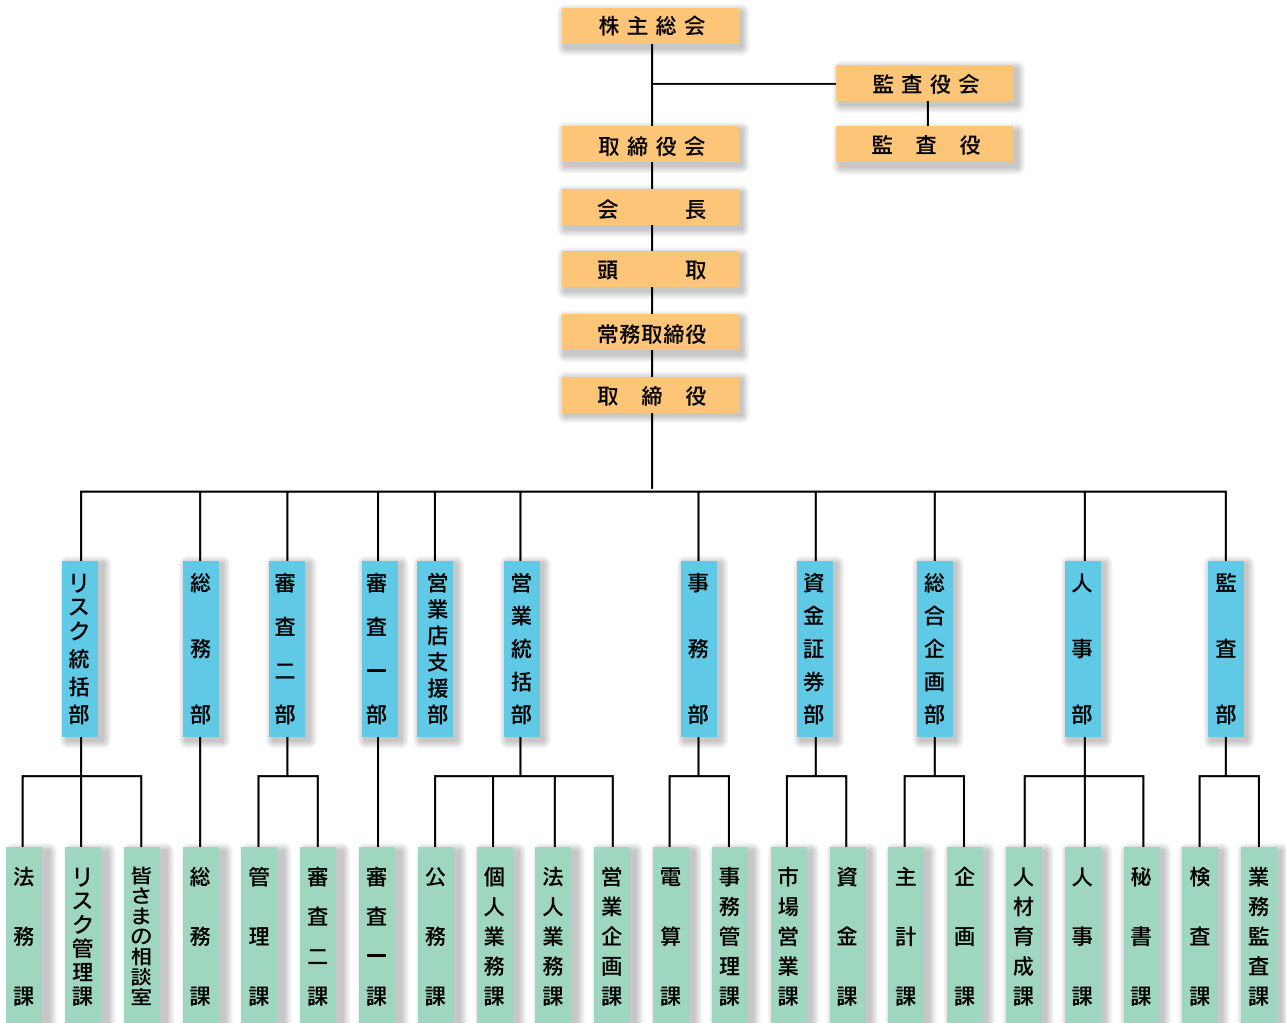 株主総会
監査役会
取締役会
監査役
会長
頭取
常務取締役
取締役
リスク統括部
総務部
審査二部
審査一部
営業店支援部
営業統括部
事務部
資金証券部
総合企画部
人事部
監査部
法務課
リスク管理課
皆さまの相談室
総務課
管理課
審査二課
審査一課
公務課
個人業務課
法人業務課
営業企画課
電算課
事務管理課
市場営業課
資金課
主計課
企画課
人材育成課
人事課
秘書課
検査課
業務監査課